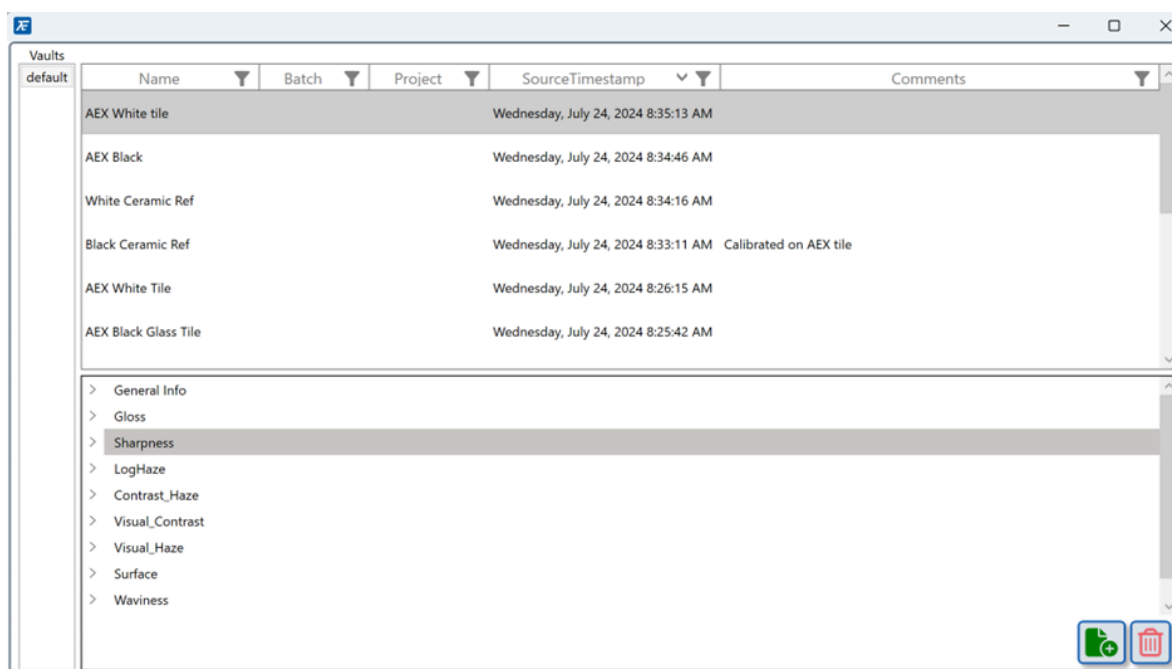 Æ
Vaults
default
Name Batch Project SourceTimestamp Comments
AEX White tile Wednesday, July 24, 2024 8:35:13 AM
AEX Black Wednesday, July 24, 2024 8:34:46 AM
White Ceramic Ref Wednesday, July 24, 2024 8:34:16 AM
Black Ceramic Ref Wednesday, July 24, 2024 8:33:11 AM Calibrated on AEX tile
AEX White Tile Wednesday, July 24, 2024 8:26:15 AM
AEX Black Glass Tile Wednesday, July 24, 2024 8:25:42 AM
General Info
Gloss
Sharpness
LogHaze
Contrast_Haze
Visual_Contrast
Visual_Haze
Surface
Waviness